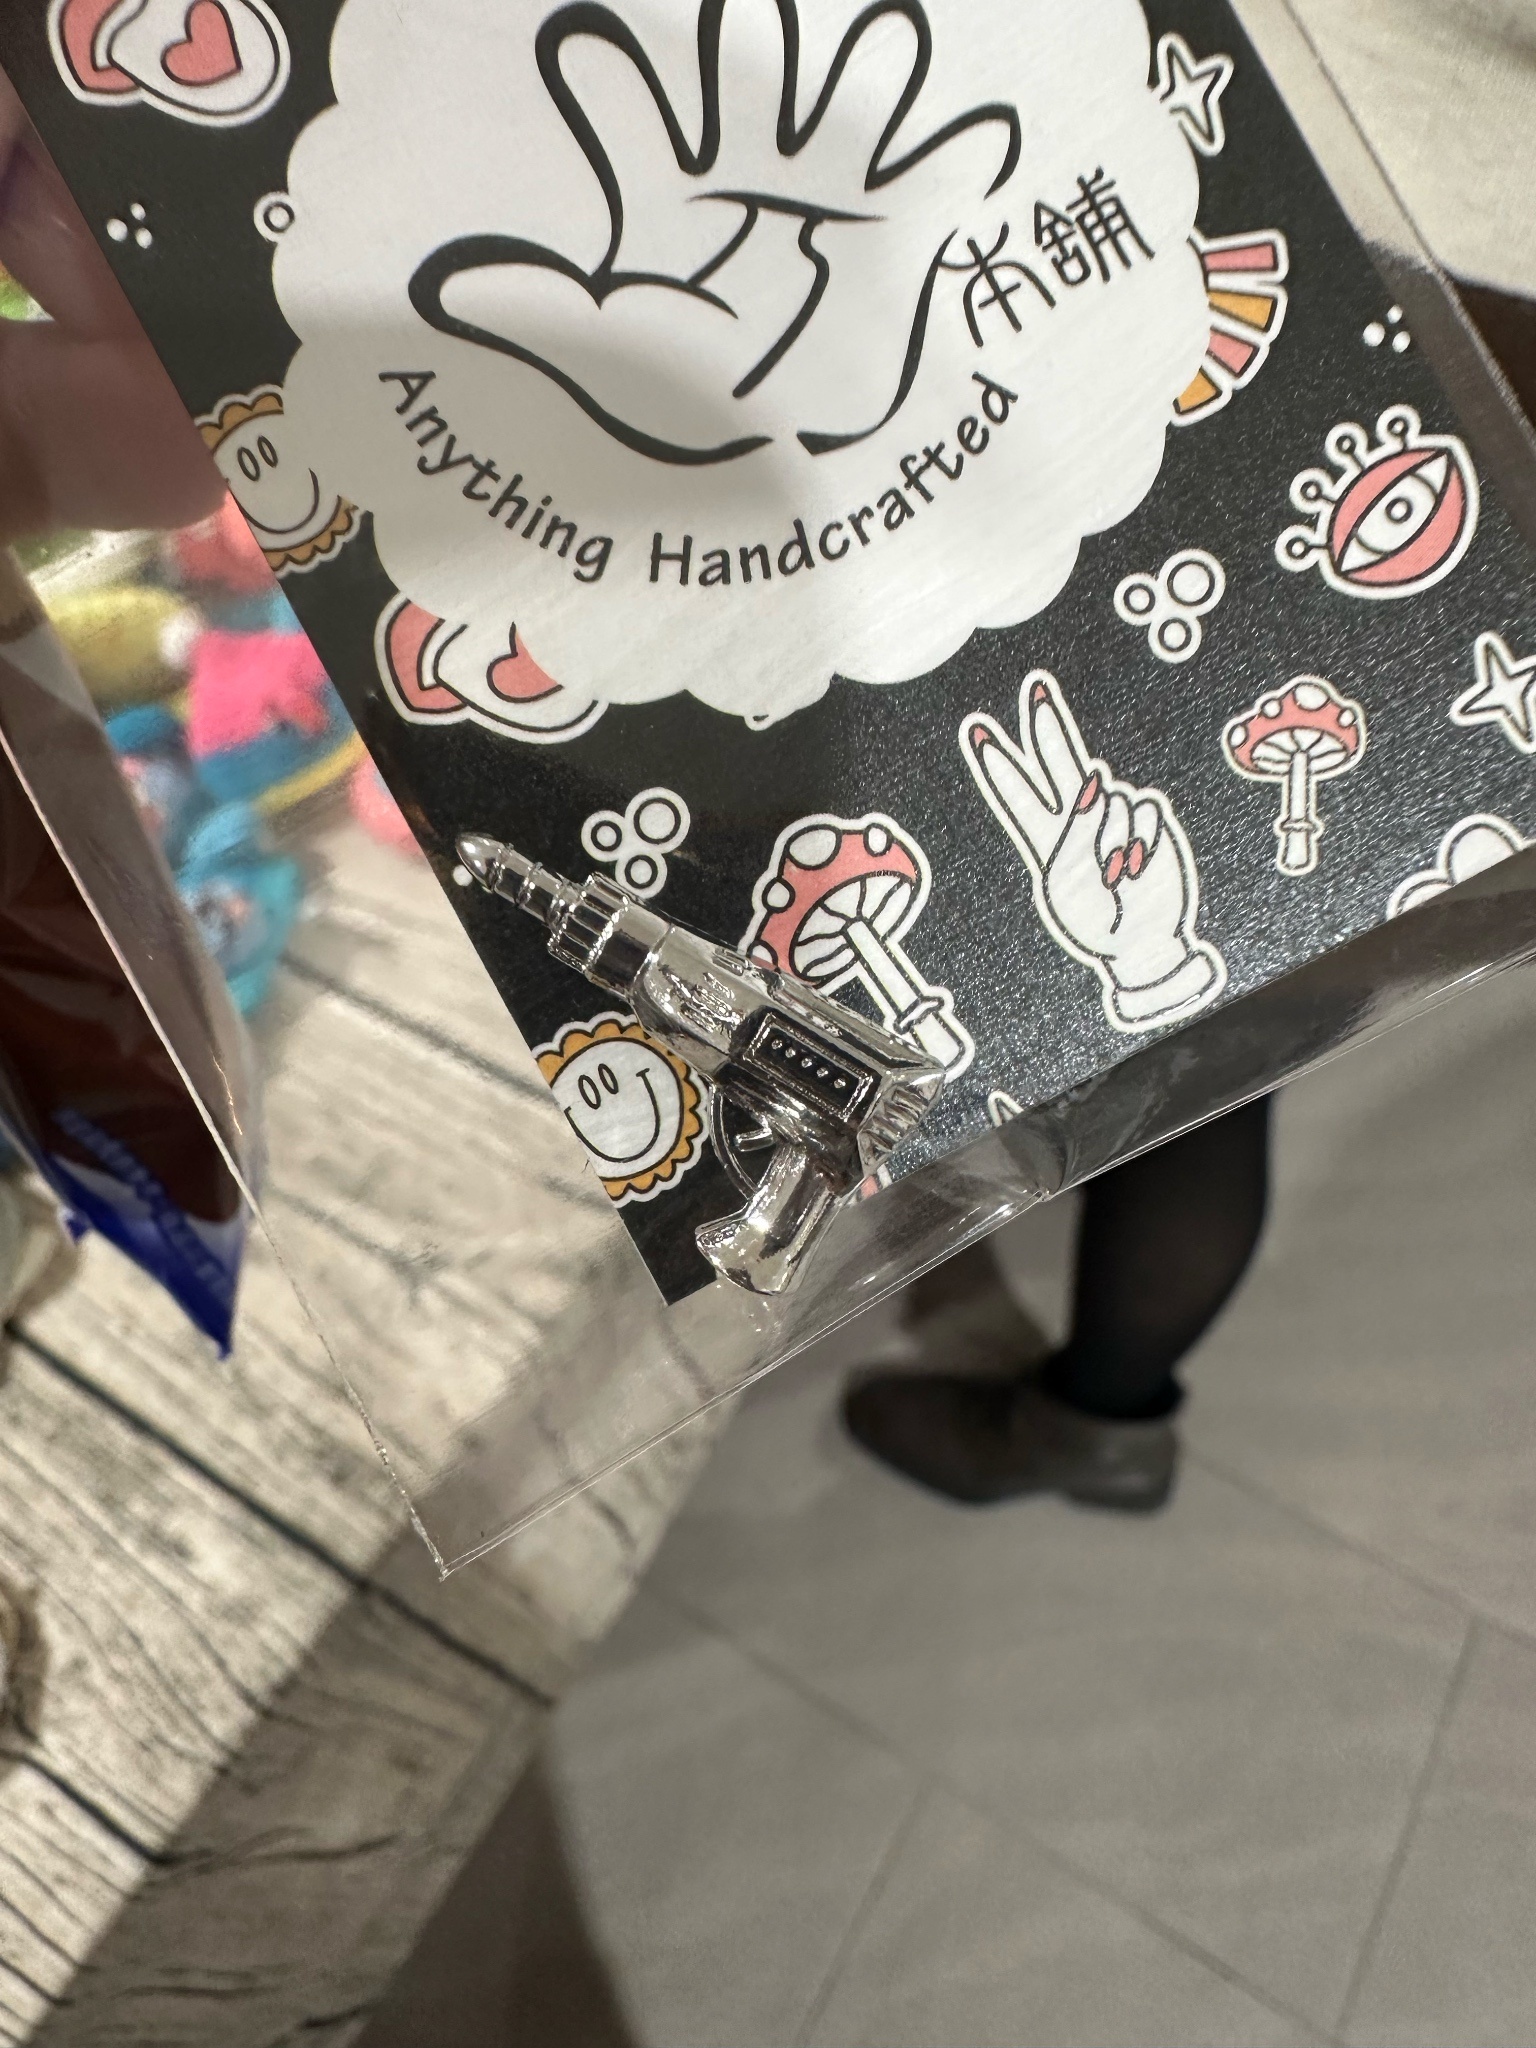 本舖
Anything Handcrafted